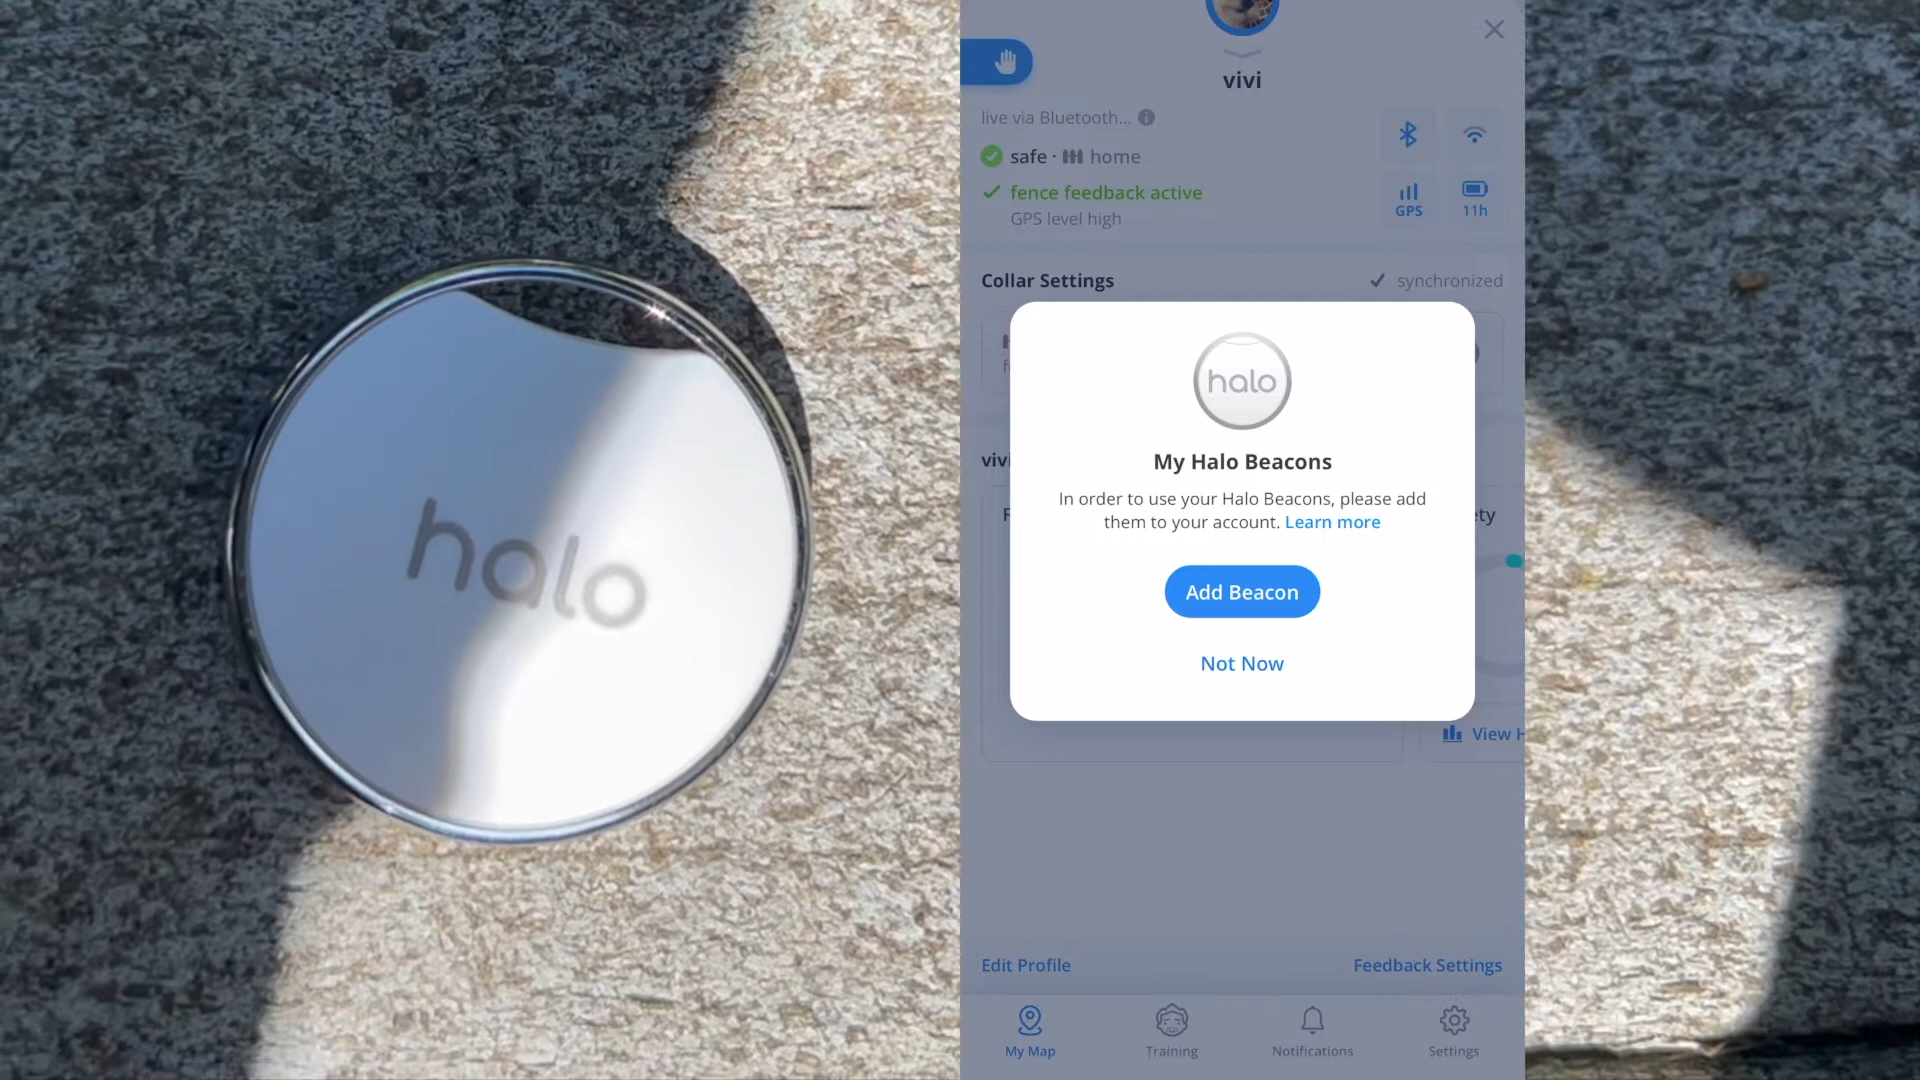 halo
vivi
live via Bluetooth...
safe · home
fence feedback active
GPS level high
GPS
11h
Collar Settings
synchronized
halo
My Halo Beacons
In order to use your Halo Beacons, please add
them to your account. Learn more
Add Beacon
Not Now
View
Edit Profile
Feedback Settings
My Map
Training
Notifications
Settings